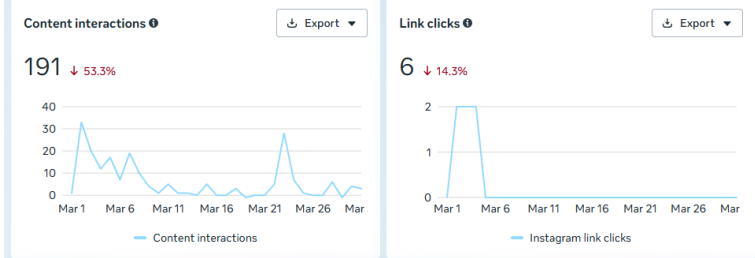 Content interactions
Export
191 ↓ 53.3%
40
30
20
10
0
Mar 1 Mar 6 Mar 11 Mar 16 Mar 21 Mar 26 Mar
Content interactions
Link clicks
Export
6 ↓ 14.3%
2
1
0
Mar 1 Mar 6 Mar 11 Mar 16 Mar 21 Mar 26 Mar
Instagram link clicks